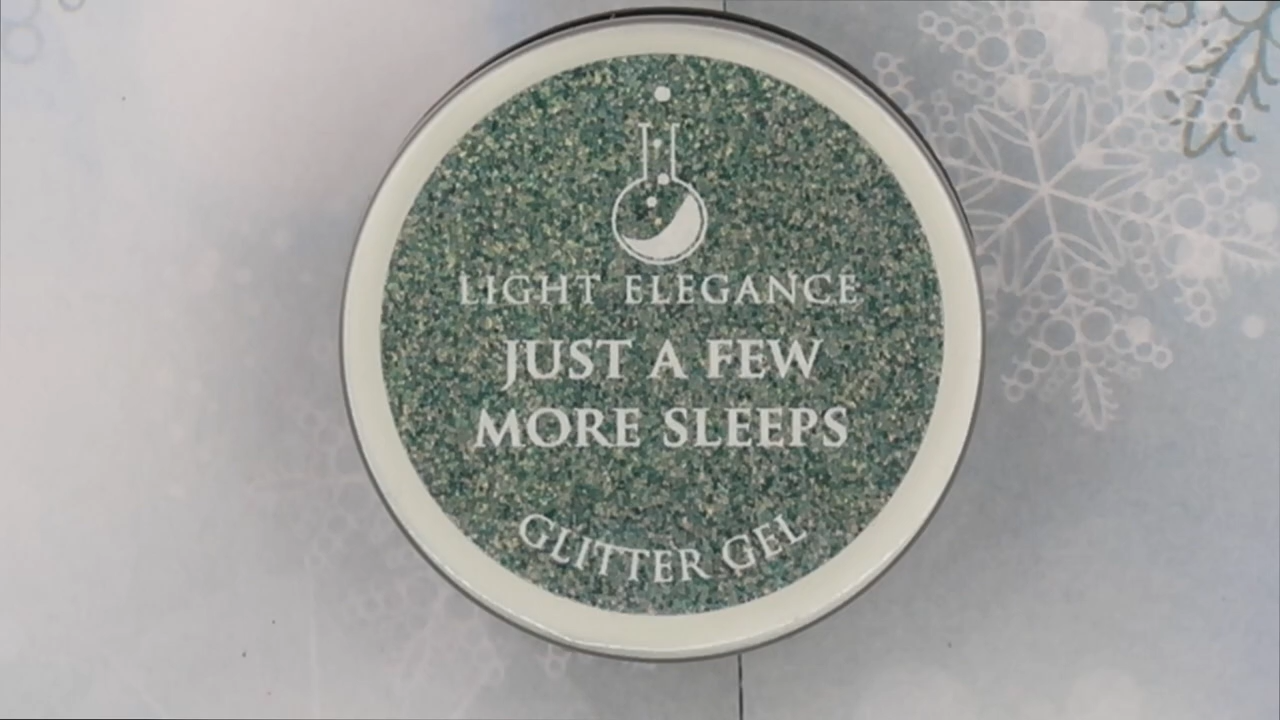 LIGHT ELEGANCE
JUST A FEW
MORE SLEEPS
GLITTER GEL